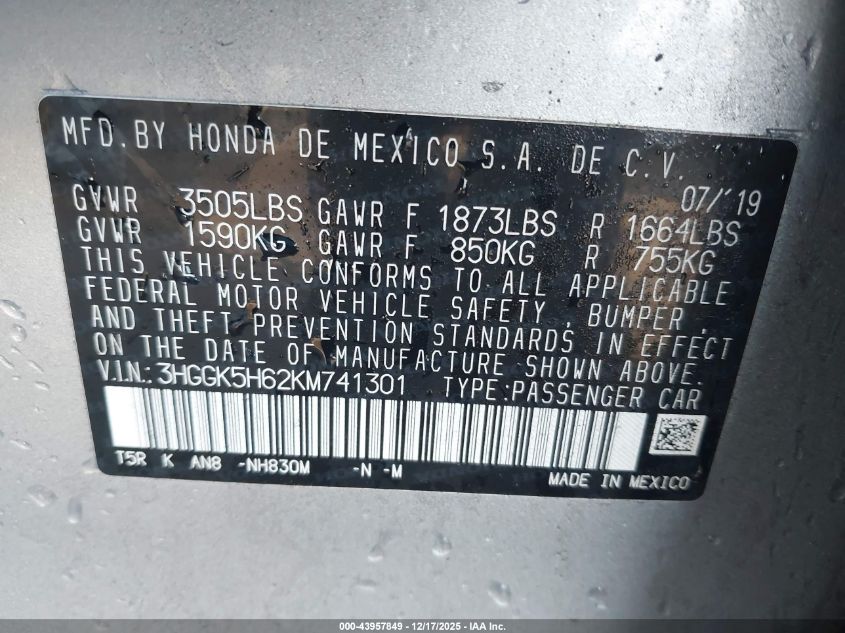 MFD.BY HONDA DE MEXICO S.A. DE C.V.
07/'19
GVWR 3505LBS GAWR F 1873LBS R 1664LBS
GVWR 1590KG GAWR F 850KG R 755KG
THIS VEHICLE CONFORMS TO ALL APPLICABLE
FEDERAL MOTOR VEHICLE SAFETY , BUMPER ,
AND THEFT PREVENTION STANDARDS IN EFFECT
ON THE DATE OF MANUFACTURE SHOWN ABOVE.
V.I.N.: 3HGGK5H62KM741301 TYPE:PASSENGER CAR
T5R K AN8 -NH830M -N -M
MADE IN MEXICO
000-43957849 | 12/17/2025 - IAA Inc.